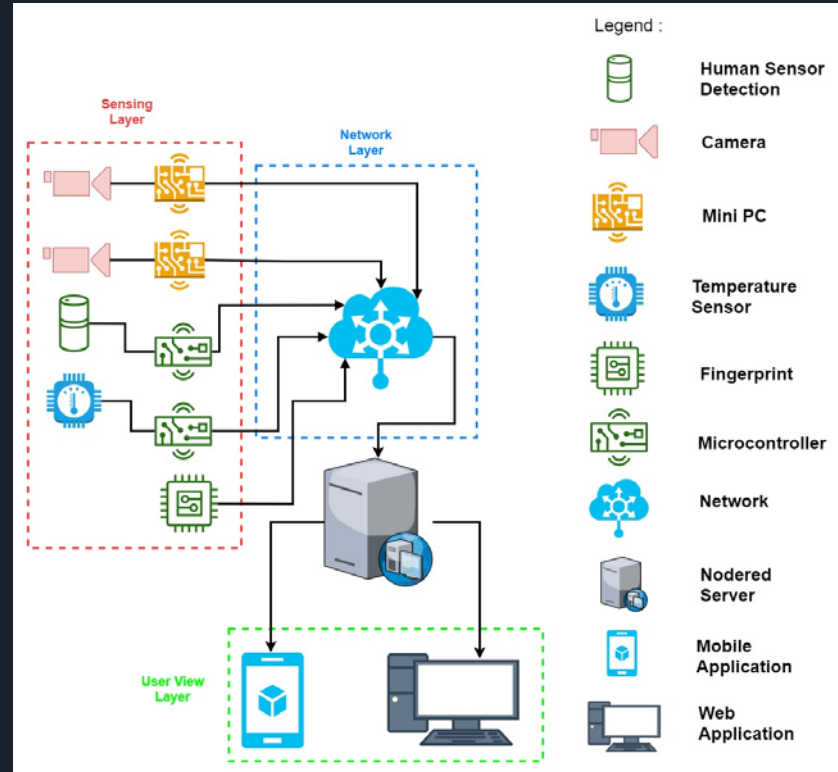 Legend :
Human Sensor
Detection
Camera
Mini PC
Temperature
Sensor
Fingerprint
Microcontroller
Network
Nodered
Server
Mobile
Application
Web
Application
Sensing
Layer
Network
Layer
User View
Layer